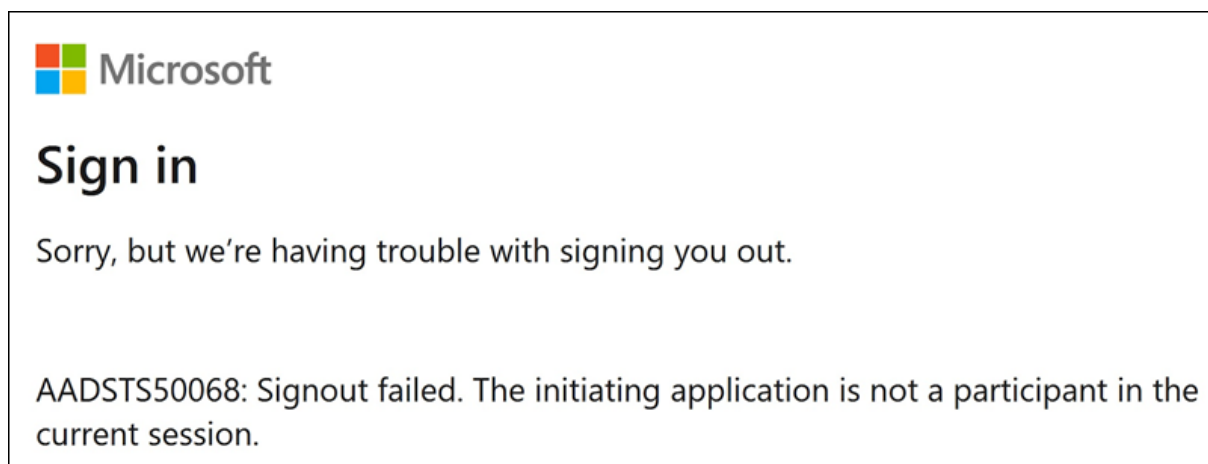 Microsoft
Sign in
Sorry, but we’re having trouble with signing you out.
AADSTS50068: Signout failed. The initiating application is not a participant in the
current session.